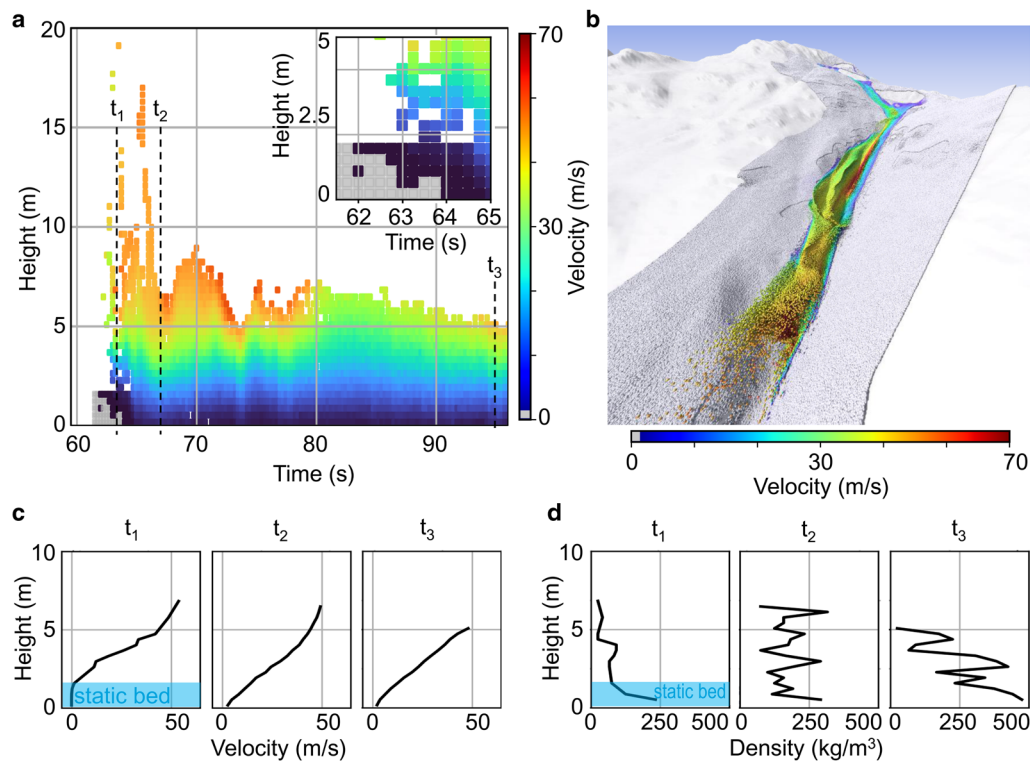 a
20
15
10
5
0
Height (m)
60
70
80
90
Time (s)
t1
t2
t3
5
2.5
0
Height (m)
62
63
64
65
Time (s)
70
30
0
Velocity (m/s)
b
0
30
70
Velocity (m/s)
c
t1
t2
t3
10
5
0
Height (m)
static bed
0
50
0
50
0
50
Velocity (m/s)
d
t1
t2
t3
10
5
0
Height (m)
static bed
0
250
500
0
250
500
0
250
500
Density (kg/m³)